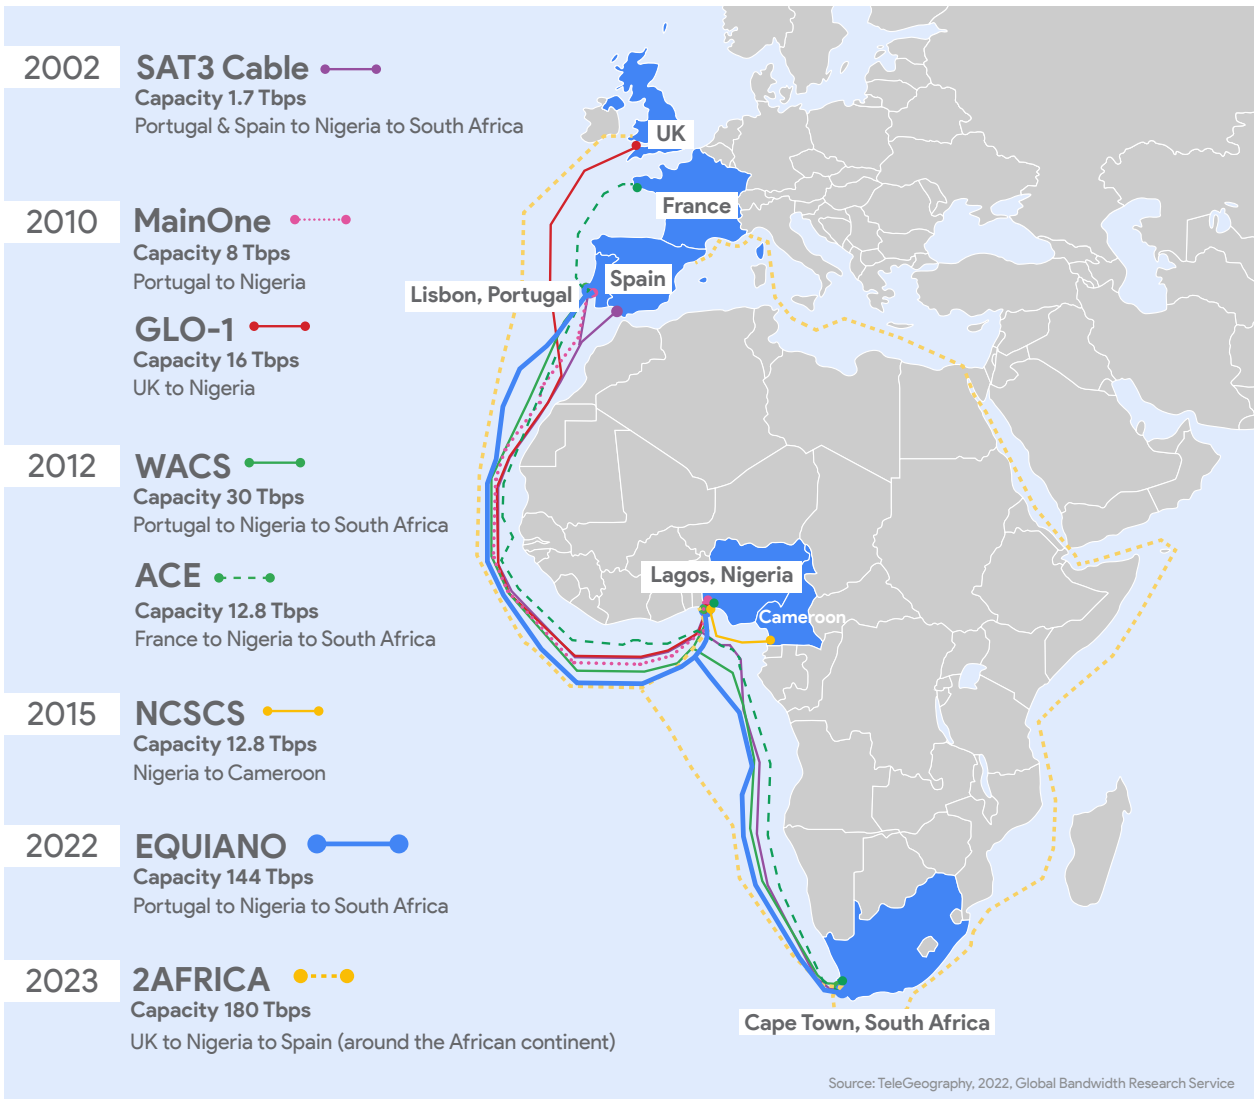 2002
SAT3 Cable
Capacity 1.7 Tbps
Portugal & Spain to Nigeria to South Africa
2010
MainOne
Capacity 8 Tbps
Portugal to Nigeria
GLO-1
Capacity 16 Tbps
UK to Nigeria
2012
WACS
Capacity 30 Tbps
Portugal to Nigeria to South Africa
ACE
Capacity 12.8 Tbps
France to Nigeria to South Africa
2015
NCSCS
Capacity 12.8 Tbps
Nigeria to Cameroon
2022
EQUIANO
Capacity 144 Tbps
Portugal to Nigeria to South Africa
2023
2AFRICA
Capacity 180 Tbps
UK to Nigeria to Spain (around the African continent)
UK
France
Spain
Lisbon, Portugal
Lagos, Nigeria
Cameroon
Cape Town, South Africa
Source: TeleGeography, 2022, Global Bandwidth Research Service